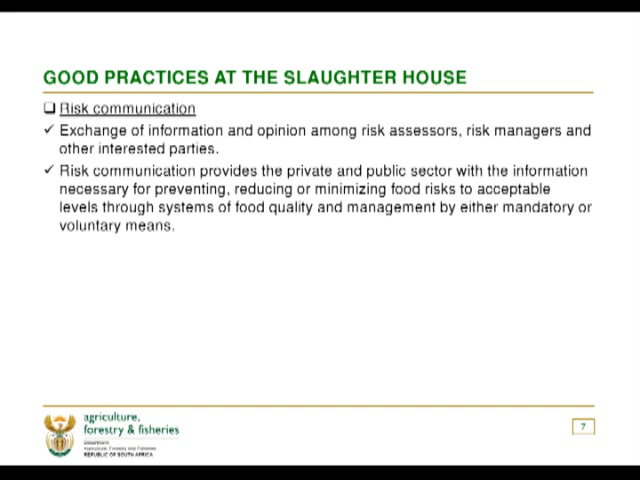 GOOD PRACTICES AT THE SLAUGHTER HOUSE
Risk communication
Exchange of information and opinion among risk assessors, risk managers and
other interested parties.
Risk communication provides the private and public sector with the information
necessary for preventing, reducing or minimizing food risks to acceptable
levels through systems of food quality and management by either mandatory or
voluntary means.
agriculture,
forestry & fisheries
Department:
Agriculture, Forestry and Fisheries
REPUBLIC OF SOUTH AFRICA
7